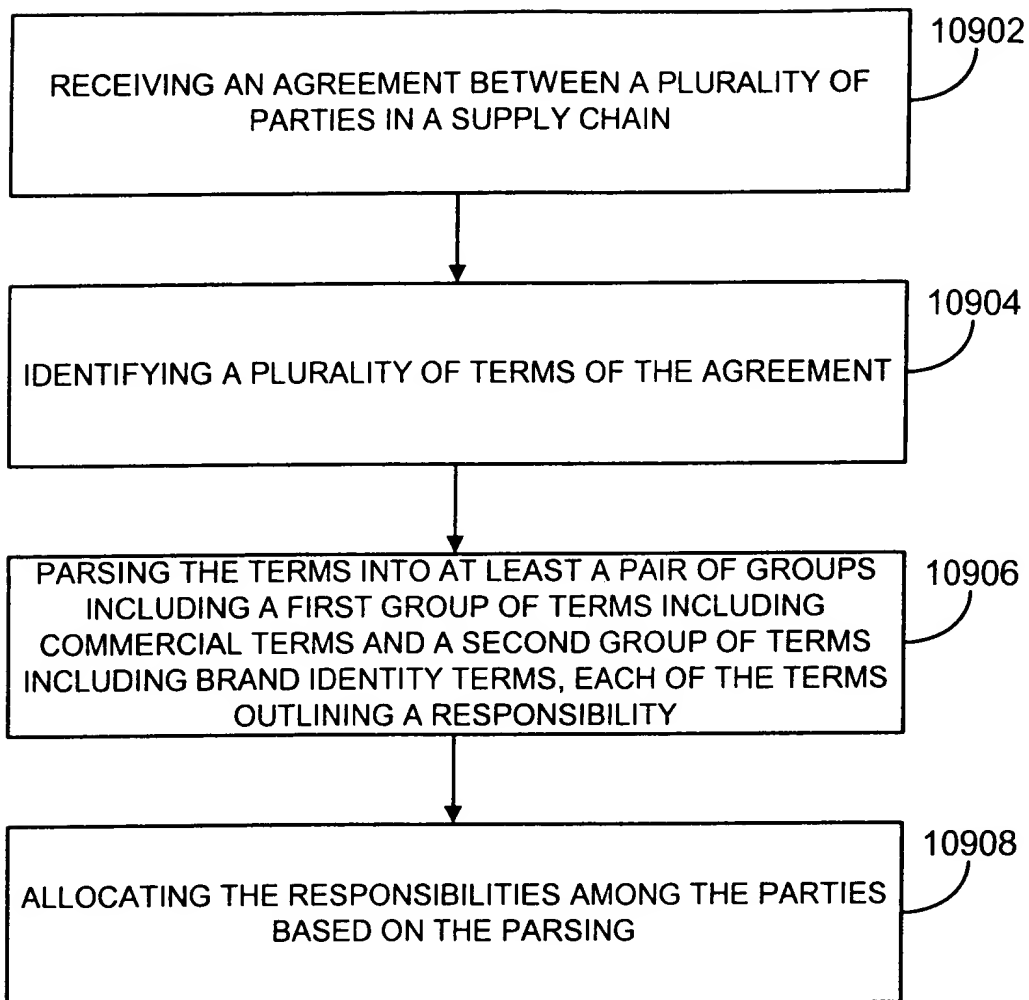 10902
RECEIVING AN AGREEMENT BETWEEN A PLURALITY OF
PARTIES IN A SUPPLY CHAIN
10904
IDENTIFYING A PLURALITY OF TERMS OF THE AGREEMENT
10906
PARSING THE TERMS INTO AT LEAST A PAIR OF GROUPS
INCLUDING A FIRST GROUP OF TERMS INCLUDING
COMMERCIAL TERMS AND A SECOND GROUP OF TERMS
INCLUDING BRAND IDENTITY TERMS, EACH OF THE TERMS
OUTLINING A RESPONSIBILITY
10908
ALLOCATING THE RESPONSIBILITIES AMONG THE PARTIES
BASED ON THE PARSING